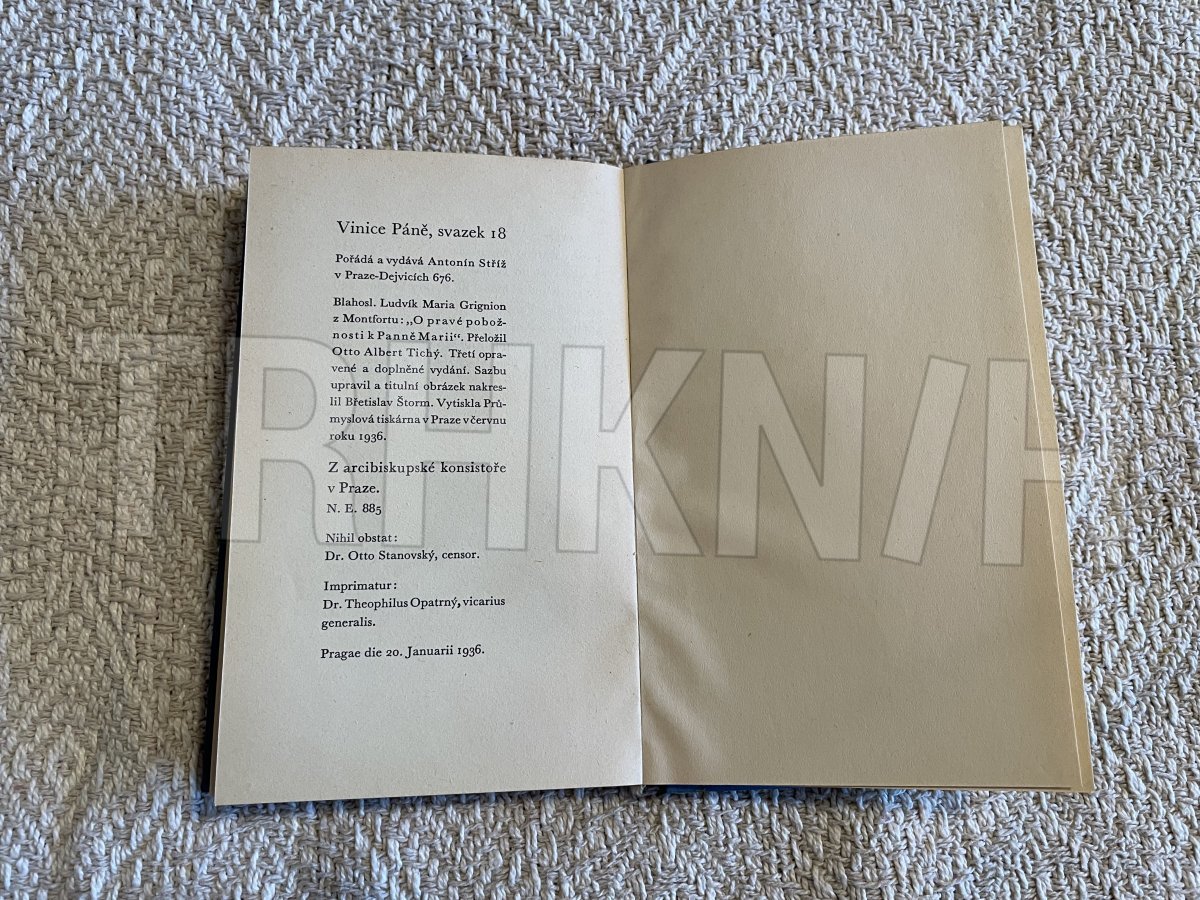 Vinice Páně, svazek 18
Pořádá a vydává Antonín Stříž
v Praze-Dejvicích 676.
Blahosl. Ludvík Maria Grignion
z Montfortu: „O pravé pobož-
nosti k Panně Marii“. Přeložil
Otto Albert Tichý. Třetí opra-
vené a doplněné vydání. Sazbu
upravil a titulní obrázek nakres-
lil Břetislav Štorm. Vytiskla Prů-
myslová tiskárna v Praze v červnu
roku 1936.
Z arcibiskupské konsistoře
v Praze.
N. E. 885
Nihil obstat:
Dr. Otto Stanovský, censor.
Imprimatur:
Dr. Theophilus Opatrný, vicarius
generalis.
Pragae die 20. Januarii 1936.
TRHKNIH